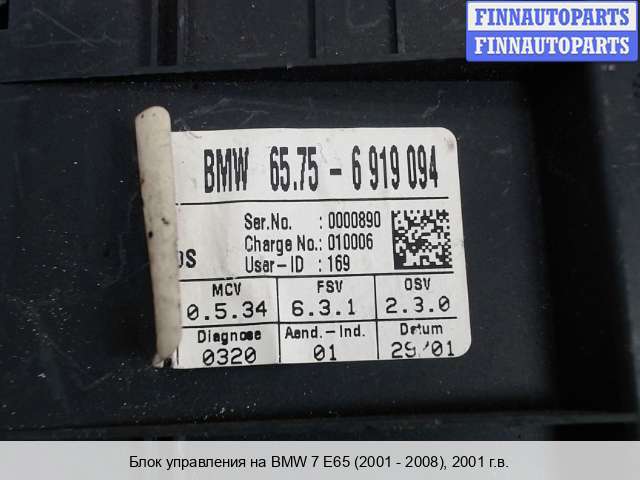 FINNAUTOPARTS
FINNAUTOPARTS
BMW 65.75 - 6 919 094
Ser.No. : 0000890
Charge No.: 010006
User-ID : 169
MCV FSV OSV
0.5.34 6.3.1 2.3.0
Diagnose Aend.-Ind. Datum
0320 01 29/01
Блок управления на BMW 7 E65 (2001 - 2008), 2001 г.в.